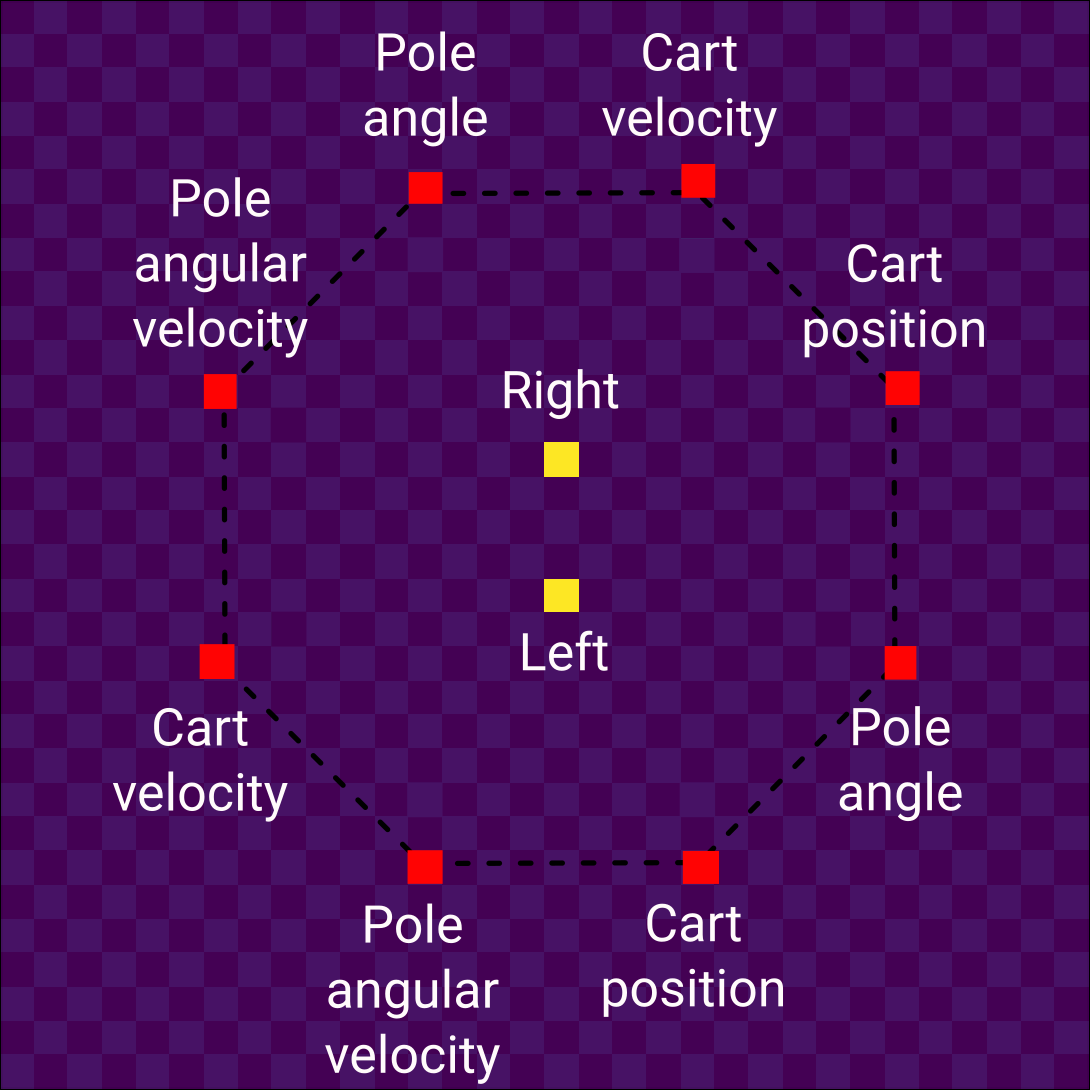 Pole
angle
Cart
velocity
Pole
angular
velocity
Cart
position
Right
Left
Cart
velocity
Pole
angle
Pole
angular
velocity
Cart
position